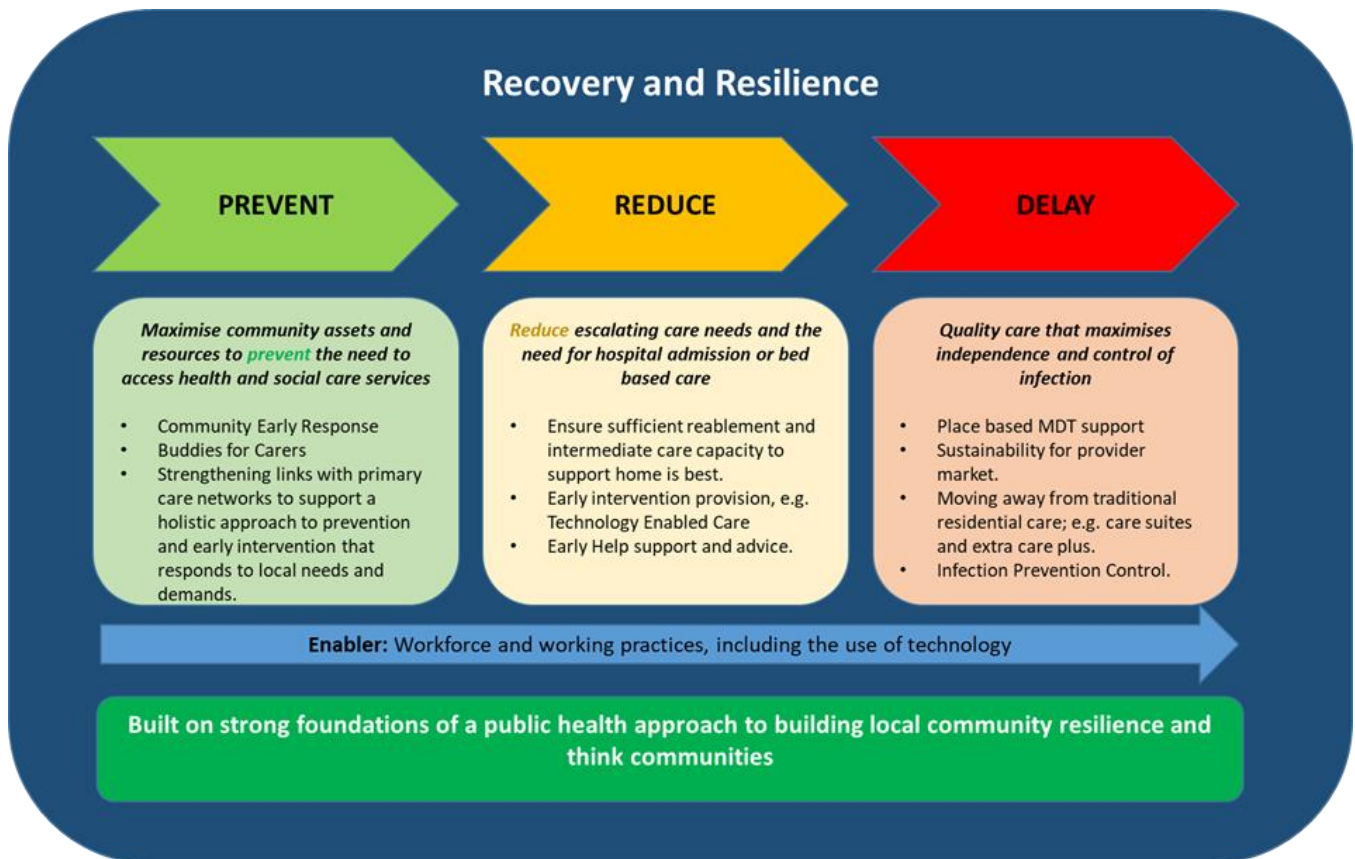 Recovery and Resilience
PREVENT
REDUCE
DELAY
Maximise community assets and
resources to prevent the need to
access health and social care services
• Community Early Response
• Buddies for Carers
• Strengthening links with primary
care networks to support a
holistic approach to prevention
and early intervention that
responds to local needs and
demands.
Reduce escalating care needs and the
need for hospital admission or bed
based care
• Ensure sufficient reablement and
intermediate care capacity to
support home is best.
• Early intervention provision, e.g.
Technology Enabled Care
• Early Help support and advice.
Quality care that maximises
independence and control of
infection
• Place based MDT support
• Sustainability for provider
market.
• Moving away from traditional
residential care; e.g. care suites
and extra care plus.
• Infection Prevention Control.
Enabler: Workforce and working practices, including the use of technology
Built on strong foundations of a public health approach to building local community resilience and
think communities